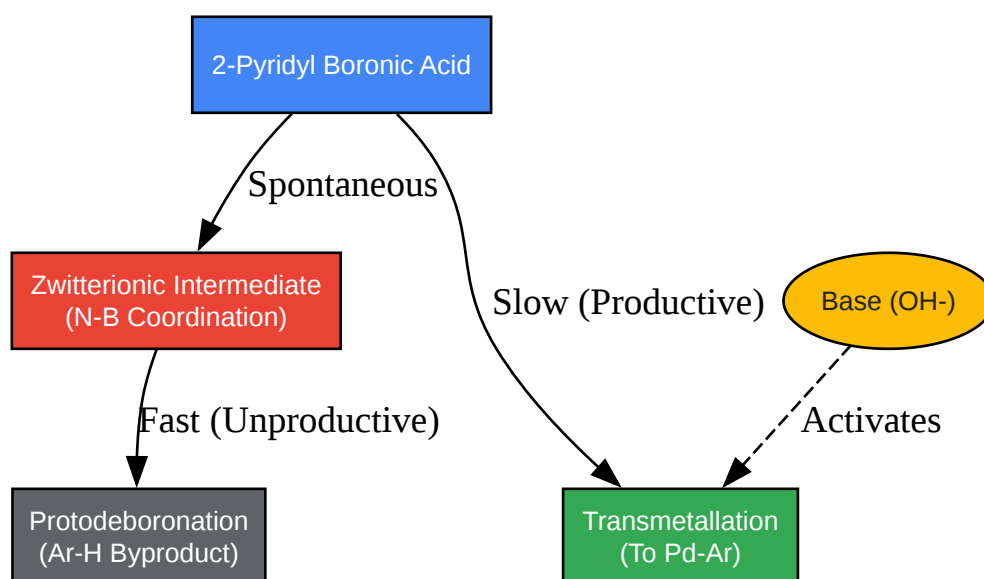 2-Pyridyl Boronic Acid
Spontaneous
Zwitterionic Intermediate
(N-B Coordination)
Slow (Productive)
Base (OH-)
Fast (Unproductive)
Activates
Protodeboronation
(Ar-H Byproduct)
Transmetallation
(To Pd-Ar)